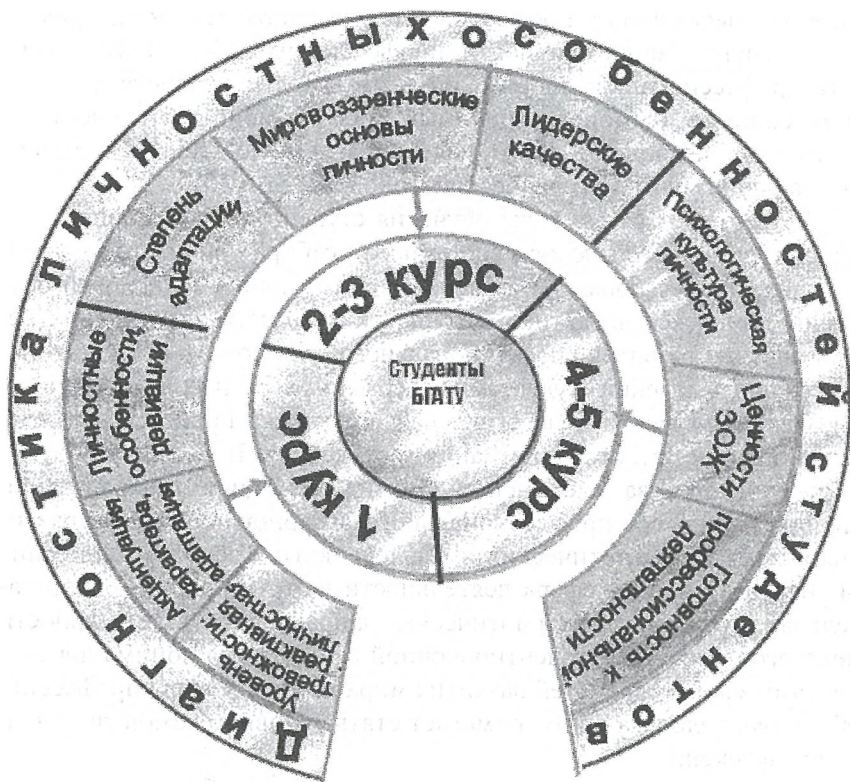 Диагностика личностных особенностей студентов
Уровень
тревожности:
реактивная
личностная
Акцентуации
характера,
адаптация
Личностные
особенности,
девиации
Степень
адаптации
Мировоззренческие
основы
личности
Лидерские
качества
Психологическая
культура
личности
Ценности
ЗОЖ
Готовность к
профессиональной
деятельности
1 курс
2-3 курс
4-5 курс
Студенты
БГАТУ